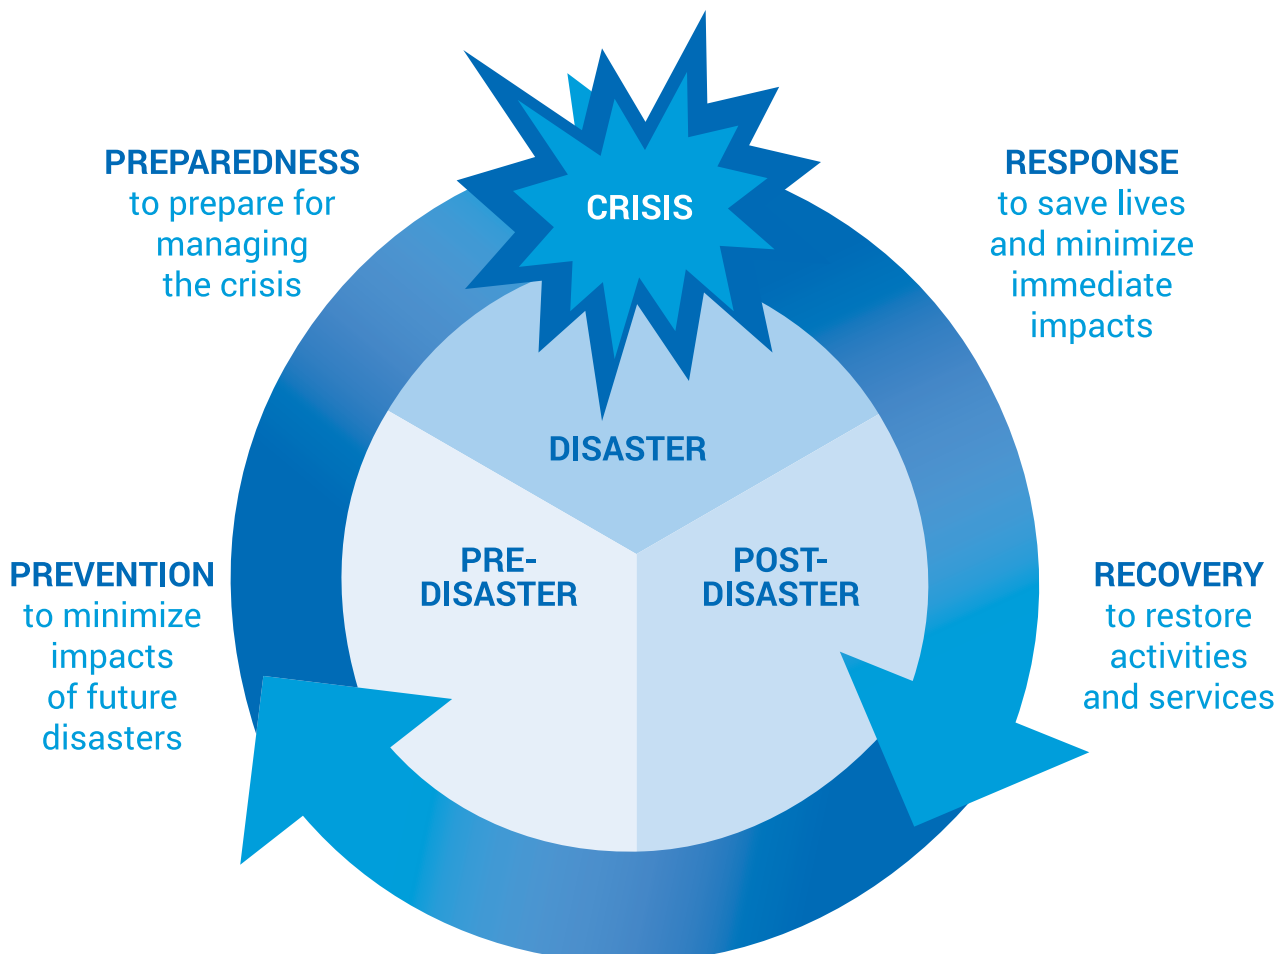 CRISIS
PREPAREDNESS
to prepare for
managing
the crisis
RESPONSE
to save lives
and minimize
immediate
impacts
DISASTER
PRE-
DISASTER
POST-
DISASTER
PREVENTION
to minimize
impacts
of future
disasters
RECOVERY
to restore
activities
and services